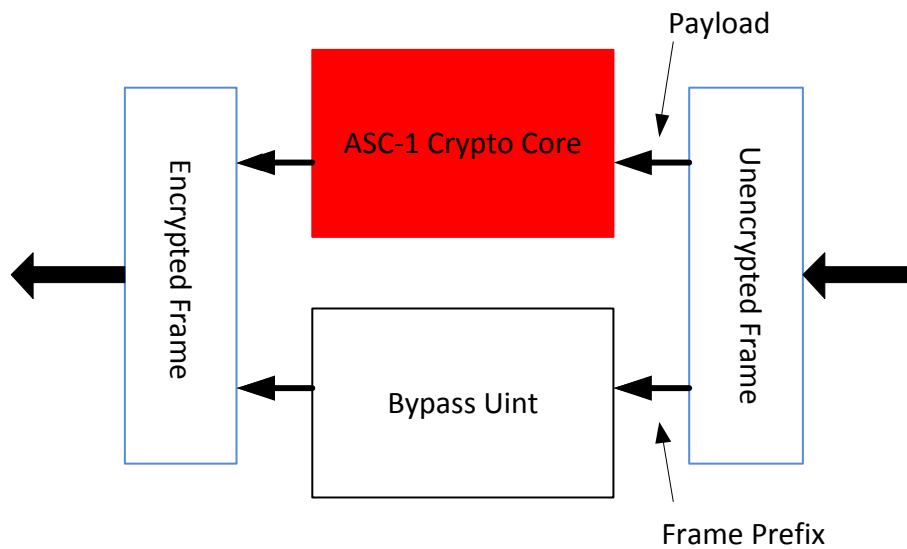 Payload
ASC-1 Crypto Core
Encrypted Frame
Unencrypted Frame
Bypass Uint
Frame Prefix